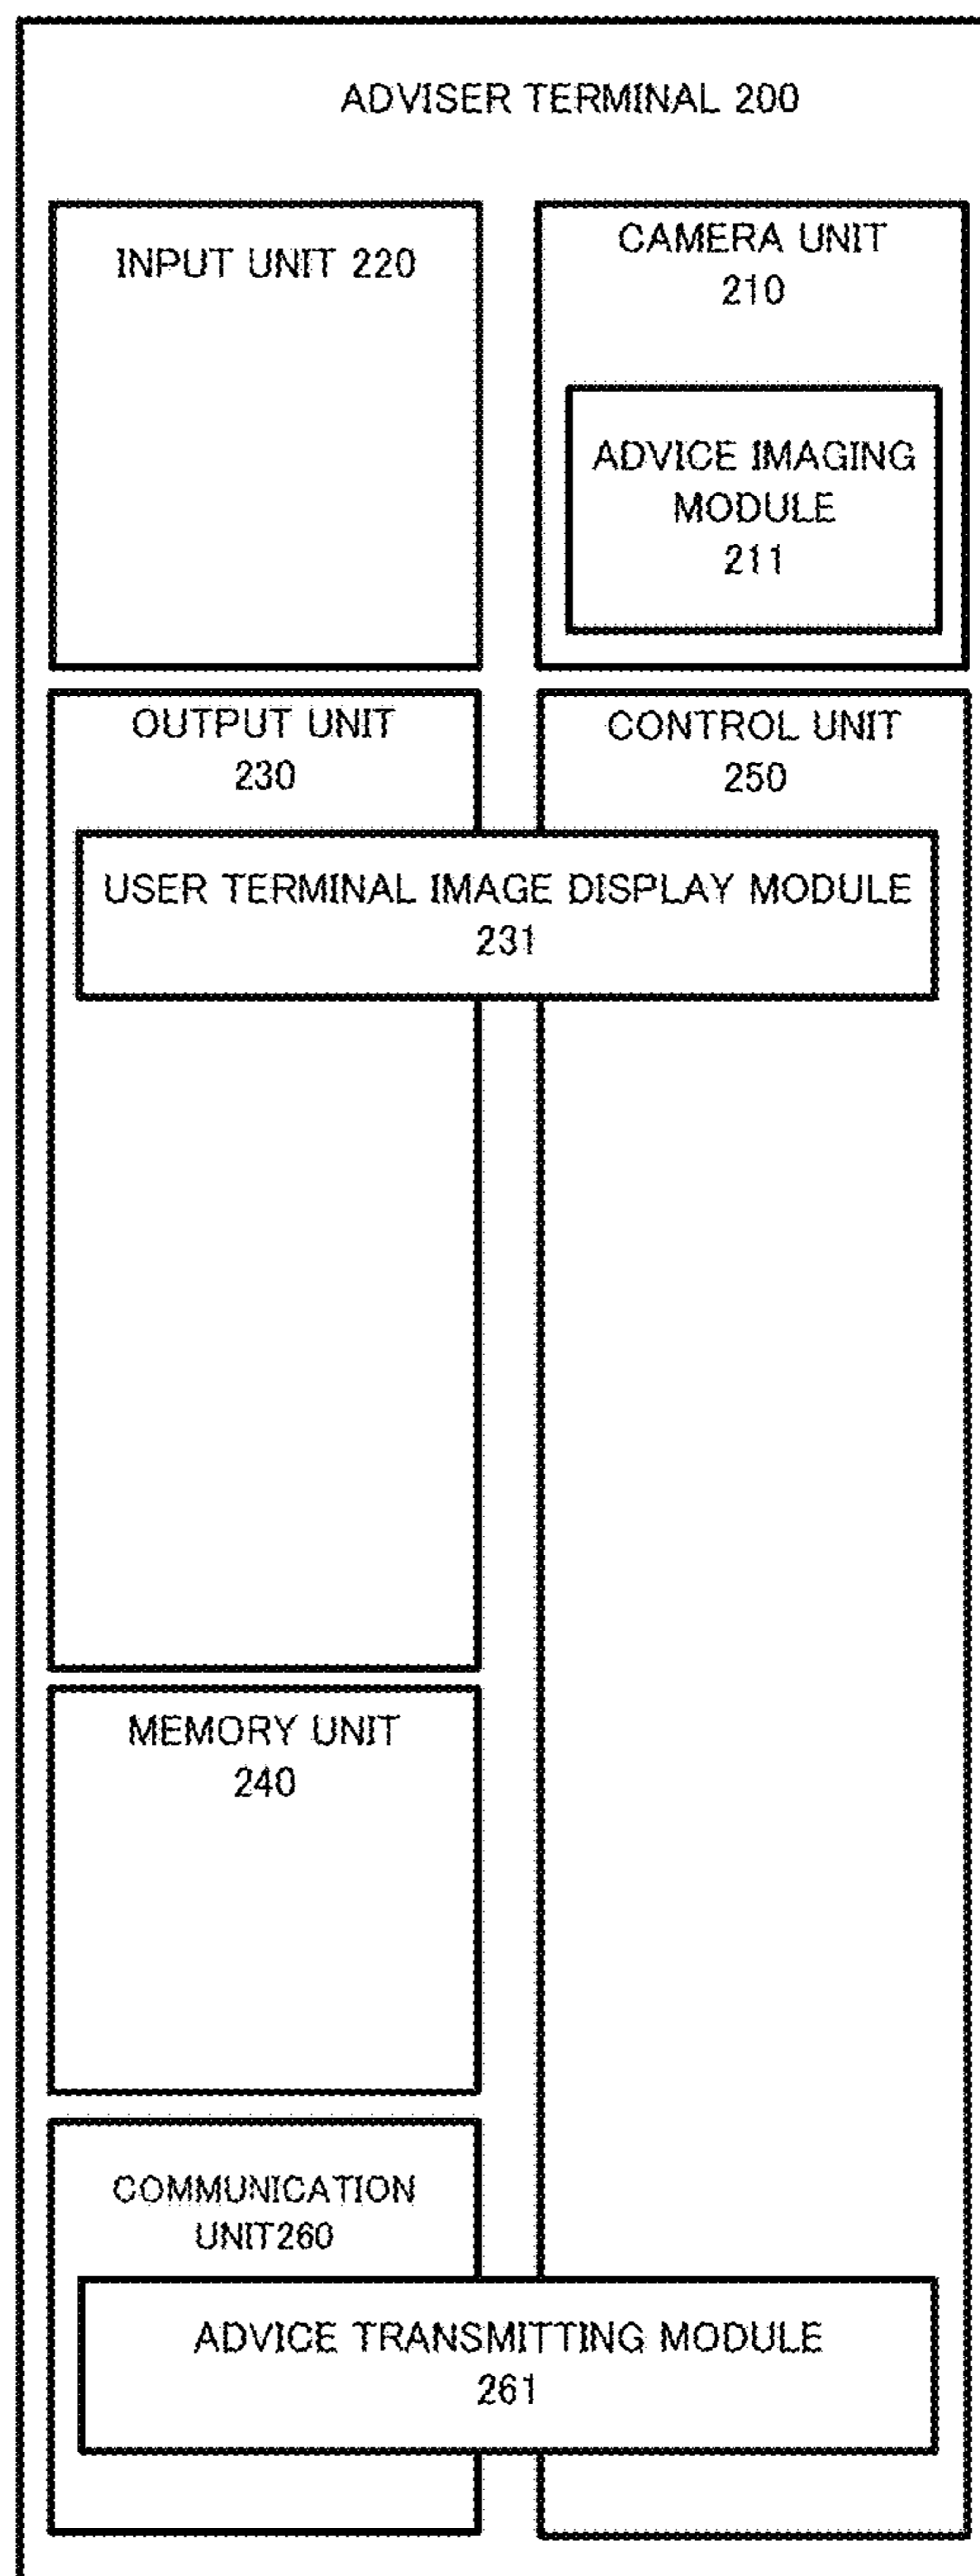 ADVISER TERMINAL 200
INPUT UNIT 220
CAMERA UNIT
210
ADVICE IMAGING
MODULE
211
OUTPUT UNIT
230
CONTROL UNIT
250
USER TERMINAL IMAGE DISPLAY MODULE
231
MEMORY UNIT
240
COMMUNICATION
UNIT260
ADVICE TRANSMITTING MODULE
261